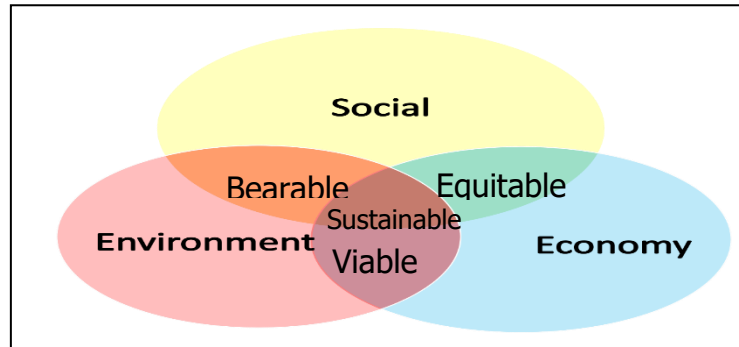 Social
Bearable
Equitable
Sustainable
Environment
Viable
Economy